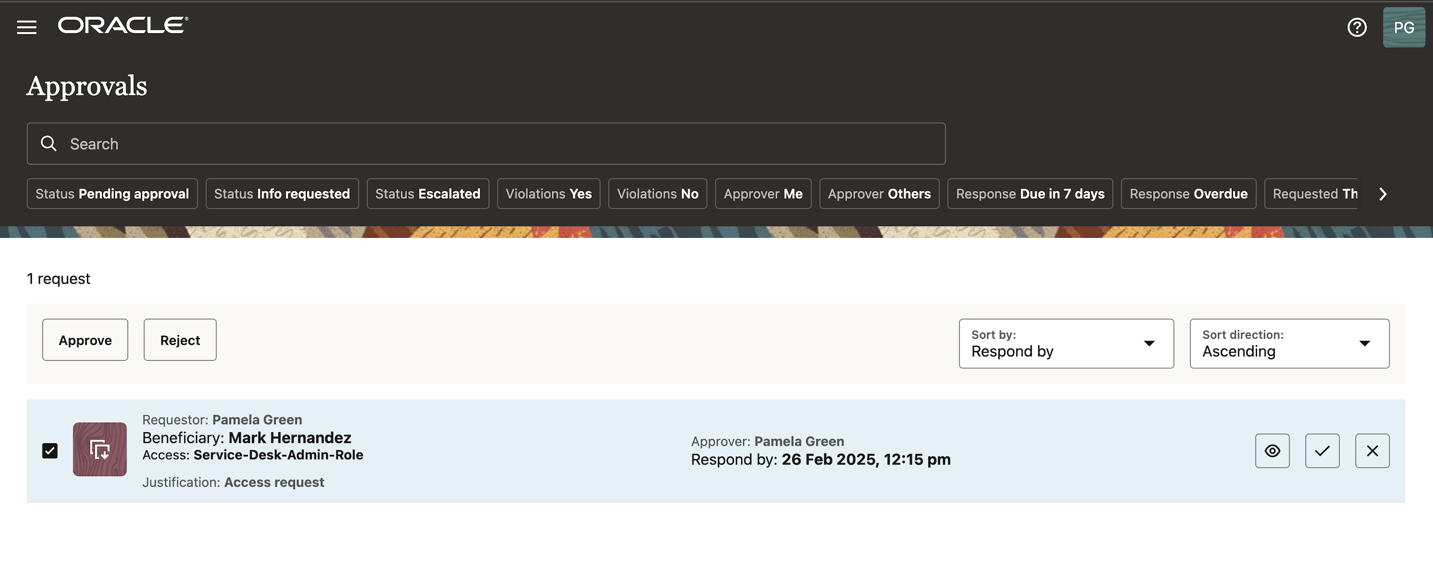 ORACLE
PG
Approvals
Search
Status Pending approval Status Info requested Status Escalated Violations Yes Violations No Approver Me Approver Others Response Due in 7 days Response Overdue Requested Th
1 request
Approve Reject
Sort by:
Respond by
Sort direction:
Ascending
Requestor: Pamela Green
Beneficiary: Mark Hernandez
Access: Service-Desk-Admin-Role
Justification: Access request
Approver: Pamela Green
Respond by: 26 Feb 2025, 12:15 pm